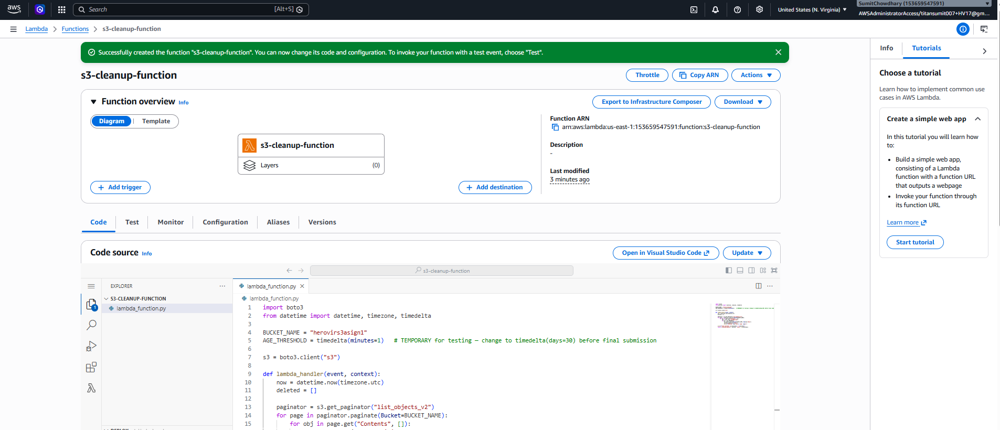 aws
Search
[Alt+S]
United States (N. Virginia)
SumitChowdhary (153659547591)
AWSAdministratorAccess/titansumit007+HV17@gm...
Lambda
Functions
s3-cleanup-function
Successfully created the function "s3-cleanup-function". You can now change its code and configuration. To invoke your function with a test event, choose "Test".
s3-cleanup-function
Throttle
Copy ARN
Actions
Function overview Info
Export to Infrastructure Composer
Download
Diagram
Template
s3-cleanup-function
Layers
(0)
Add trigger
Add destination
Function ARN
arn:aws:lambda:us-east-1:153659547591:function:s3-cleanup-function
Description
-
Last modified
3 minutes ago
Code
Test
Monitor
Configuration
Aliases
Versions
Code source Info
Open in Visual Studio Code
Update
s3-cleanup-function
EXPLORER
S3-CLEANUP-FUNCTION
lambda_function.py
1
lambda_function.py
lambda_function.py
1 import boto3
2 from datetime import datetime, timezone, timedelta
3
4 BUCKET_NAME = "herovirs3asign1"
5 AGE_THRESHOLD = timedelta(minutes=1)   # TEMPORARY for testing — change to timedelta(days=30) before final submission
6
7 s3 = boto3.client("s3")
8
9 def lambda_handler(event, context):
10     now = datetime.now(timezone.utc)
11     deleted = []
12
13     paginator = s3.get_paginator("list_objects_v2")
14     for page in paginator.paginate(Bucket=BUCKET_NAME):
15         for obj in page.get("Contents", []):
Info
Tutorials
Choose a tutorial
Learn how to implement common use
cases in AWS Lambda.
Create a simple web app
In this tutorial you will learn how
to:
• Build a simple web app,
consisting of a Lambda
function with a function URL
that outputs a webpage
• Invoke your function through
its function URL
Learn more
Start tutorial